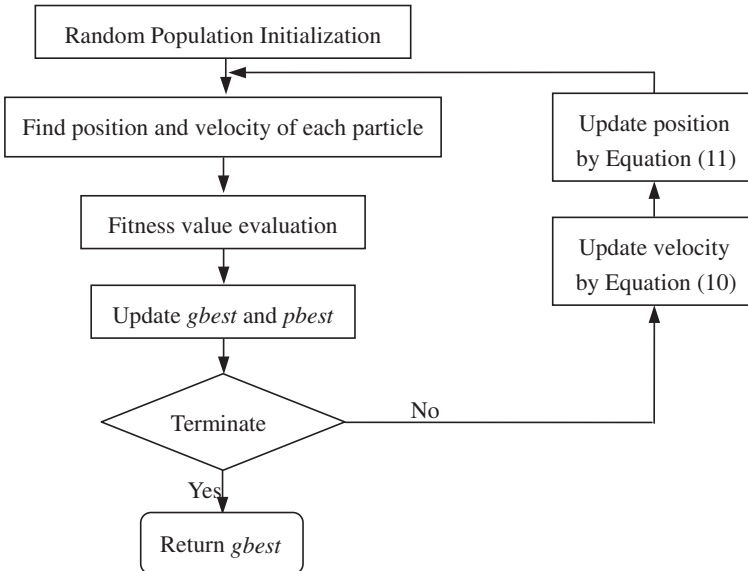 Random Population Initialization
Find position and velocity of each particle
Fitness value evaluation
Update gbest and pbest
Terminate
No
Yes
Return gbest
Update position
by Equation (11)
Update velocity
by Equation (10)